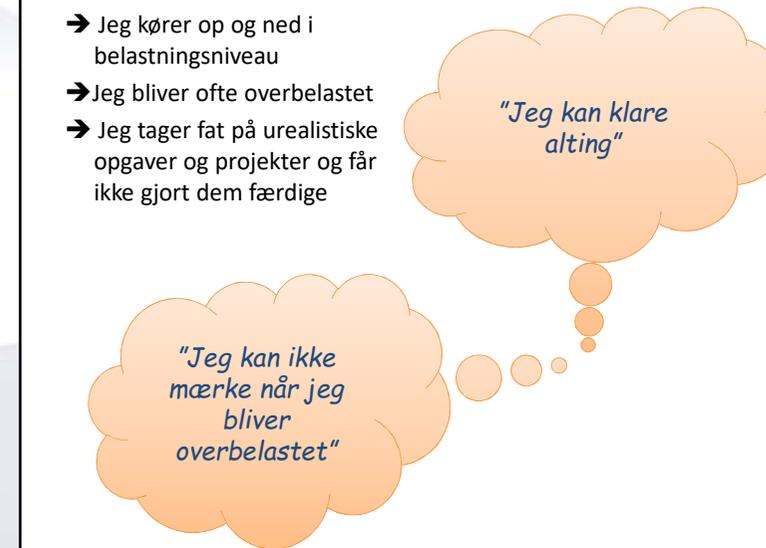 ➔ Jeg kører op og ned i
belastningsniveau
➔Jeg bliver ofte overbelastet
➔ Jeg tager fat på urealistiske
opgaver og projekter og får
ikke gjort dem færdige
”Jeg kan klare
alting”
”Jeg kan ikke
mærke når jeg
bliver
overbelastet”